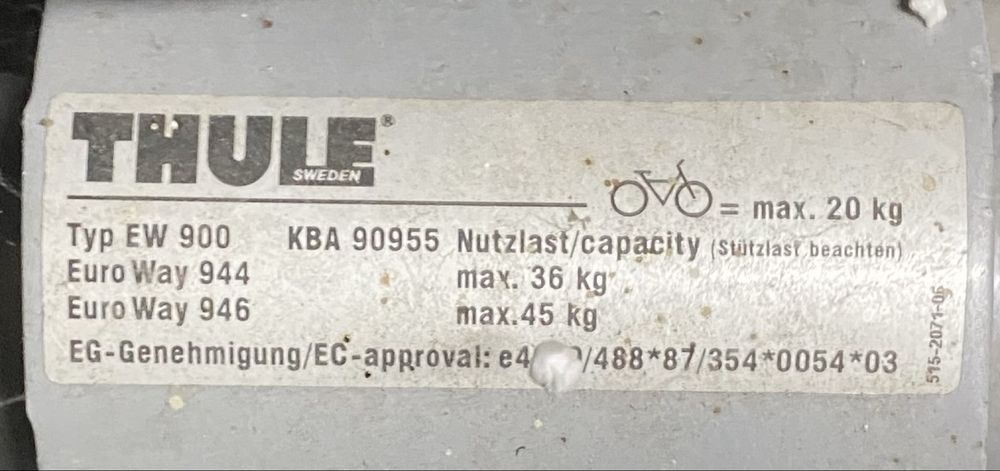 THULE®
SWEDEN
= max. 20 kg
Typ EW 900 KBA 90955 Nutzlast/capacity (Stützlast beachten)
Euro Way 944 max. 36 kg
Euro Way 946 max.45 kg
EG-Genehmigung/EC-approval: /488*87/354*0054*03
515-2071-05